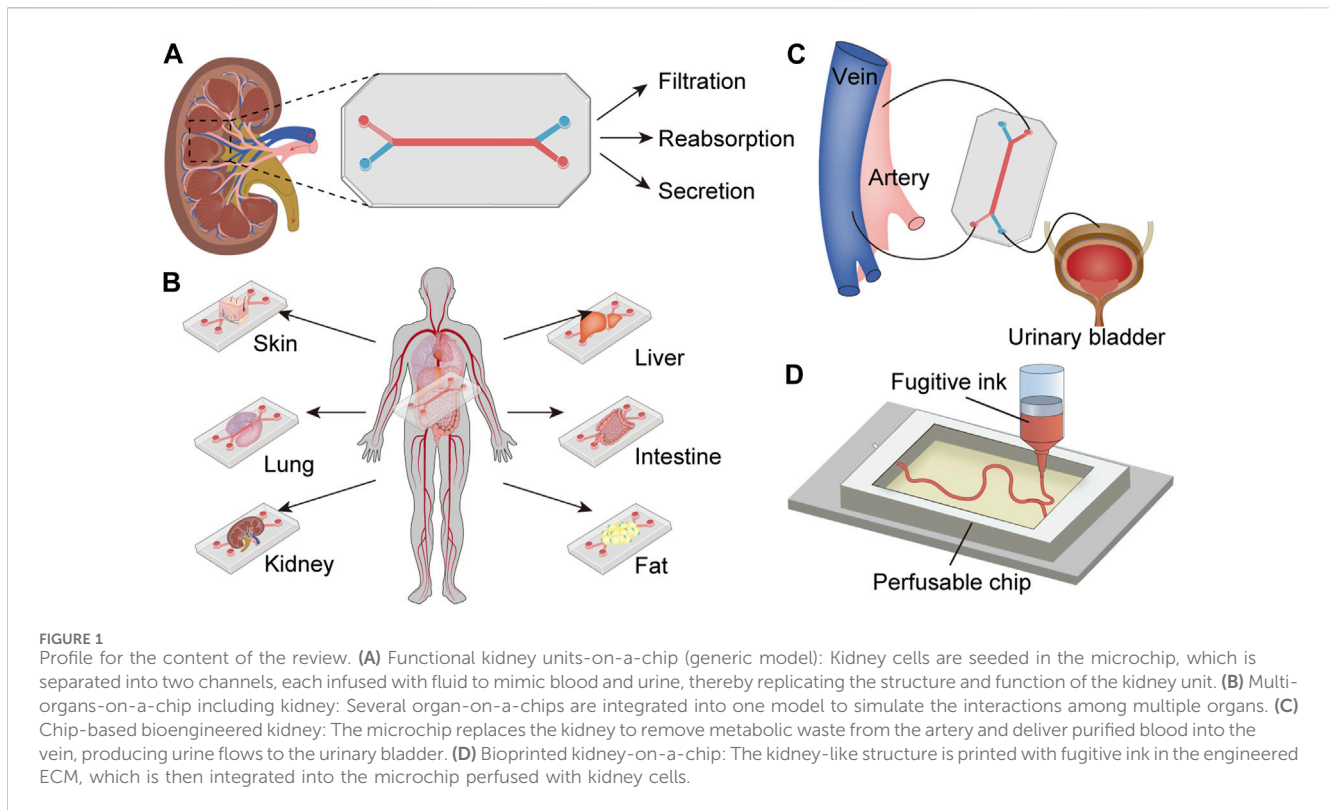 A
Filtration
Reabsorption
Secretion
B
Skin
Lung
Kidney
Liver
Intestine
Fat
C
Vein
Artery
Urinary bladder
D
Fugitive ink
Perfusable chip
FIGURE 1
Profile for the content of the review. (A) Functional kidney units-on-a-chip (generic model): Kidney cells are seeded in the microchip, which is
separated into two channels, each infused with fluid to mimic blood and urine, thereby replicating the structure and function of the kidney unit. (B) Multi-
organs-on-a-chip including kidney: Several organ-on-a-chips are integrated into one model to simulate the interactions among multiple organs. (C)
Chip-based bioengineered kidney: The microchip replaces the kidney to remove metabolic waste from the artery and deliver purified blood into the
vein, producing urine flows to the urinary bladder. (D) Bioprinted kidney-on-a-chip: The kidney-like structure is printed with fugitive ink in the engineered
ECM, which is then integrated into the microchip perfused with kidney cells.